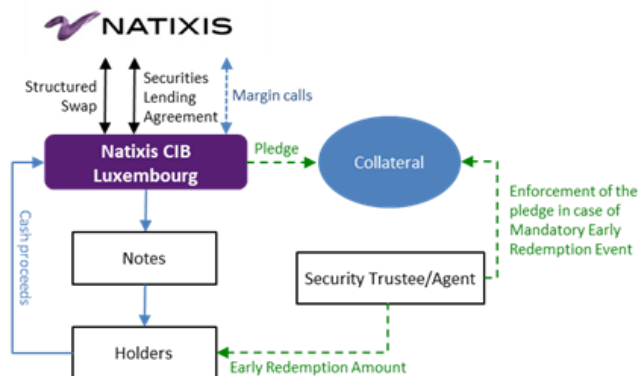 NATIXIS
Structured
Swap
Securities
Lending
Agreement
Margin calls
Natixis CIB
Luxembourg
Pledge
Collateral
Enforcement of the
pledge in case of
Mandatory Early
Redemption Event
Cash proceeds
Notes
Security Trustee/Agent
Holders
Early Redemption Amount